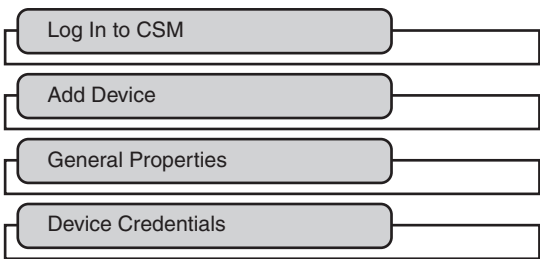 Log In to CSM
Add Device
General Properties
Device Credentials